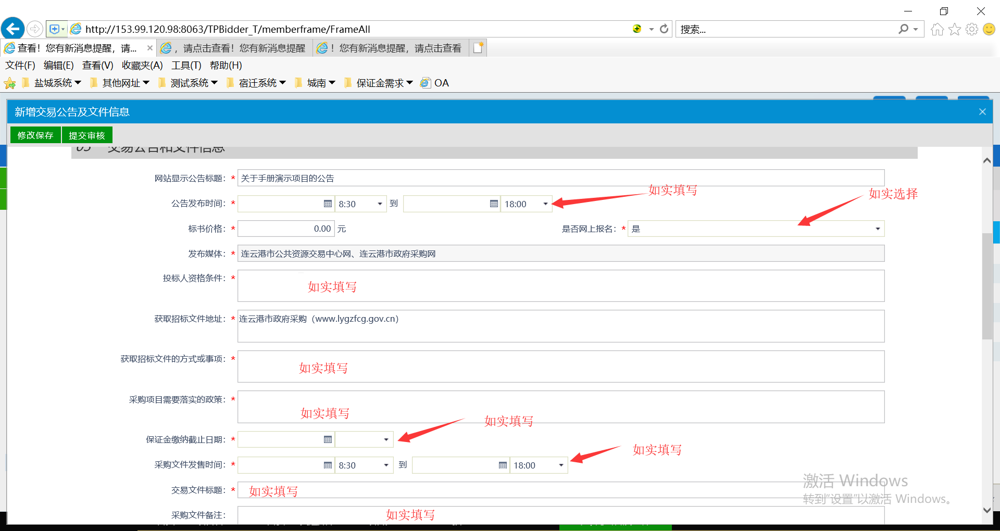 http://153.99.120.98:8063/TPBidder_T/memberframe/FrameAll
搜索...
查看！您有新消息提醒，请...
，请点击查看！您有新消息提醒
！您有新消息提醒，请点击查看
文件(F) 编辑(E) 查看(V) 收藏夹(A) 工具(T) 帮助(H)
盐城系统 其他网址 测试系统 宿迁系统 城南 保证金需求 OA
新增交易公告及文件信息
修改保存 提交审核
03 交易公告和文件信息
网站显示公告标题：* 关于手册演示项目的公告
如实填写
如实选择
公告发布时间：* 8:30 到 18:00
标书价格：* 0.00 元 是否网上报名：* 是
发布媒体：* 连云港市公共资源交易中心网、连云港市政府采购网
投标人资格条件：* 如实填写
获取招标文件地址：* 连云港市政府采购（www.lygzfcg.gov.cn）
获取招标文件的方式或事项：* 如实填写
采购项目需要落实的政策：* 如实填写
如实填写
保证金缴纳截止日期：*
如实填写
采购文件发售时间：* 8:30 到 18:00
交易文件标题：* 如实填写
采购文件备注： 如实填写
激活 Windows
转到“设置”以激活 Windows。